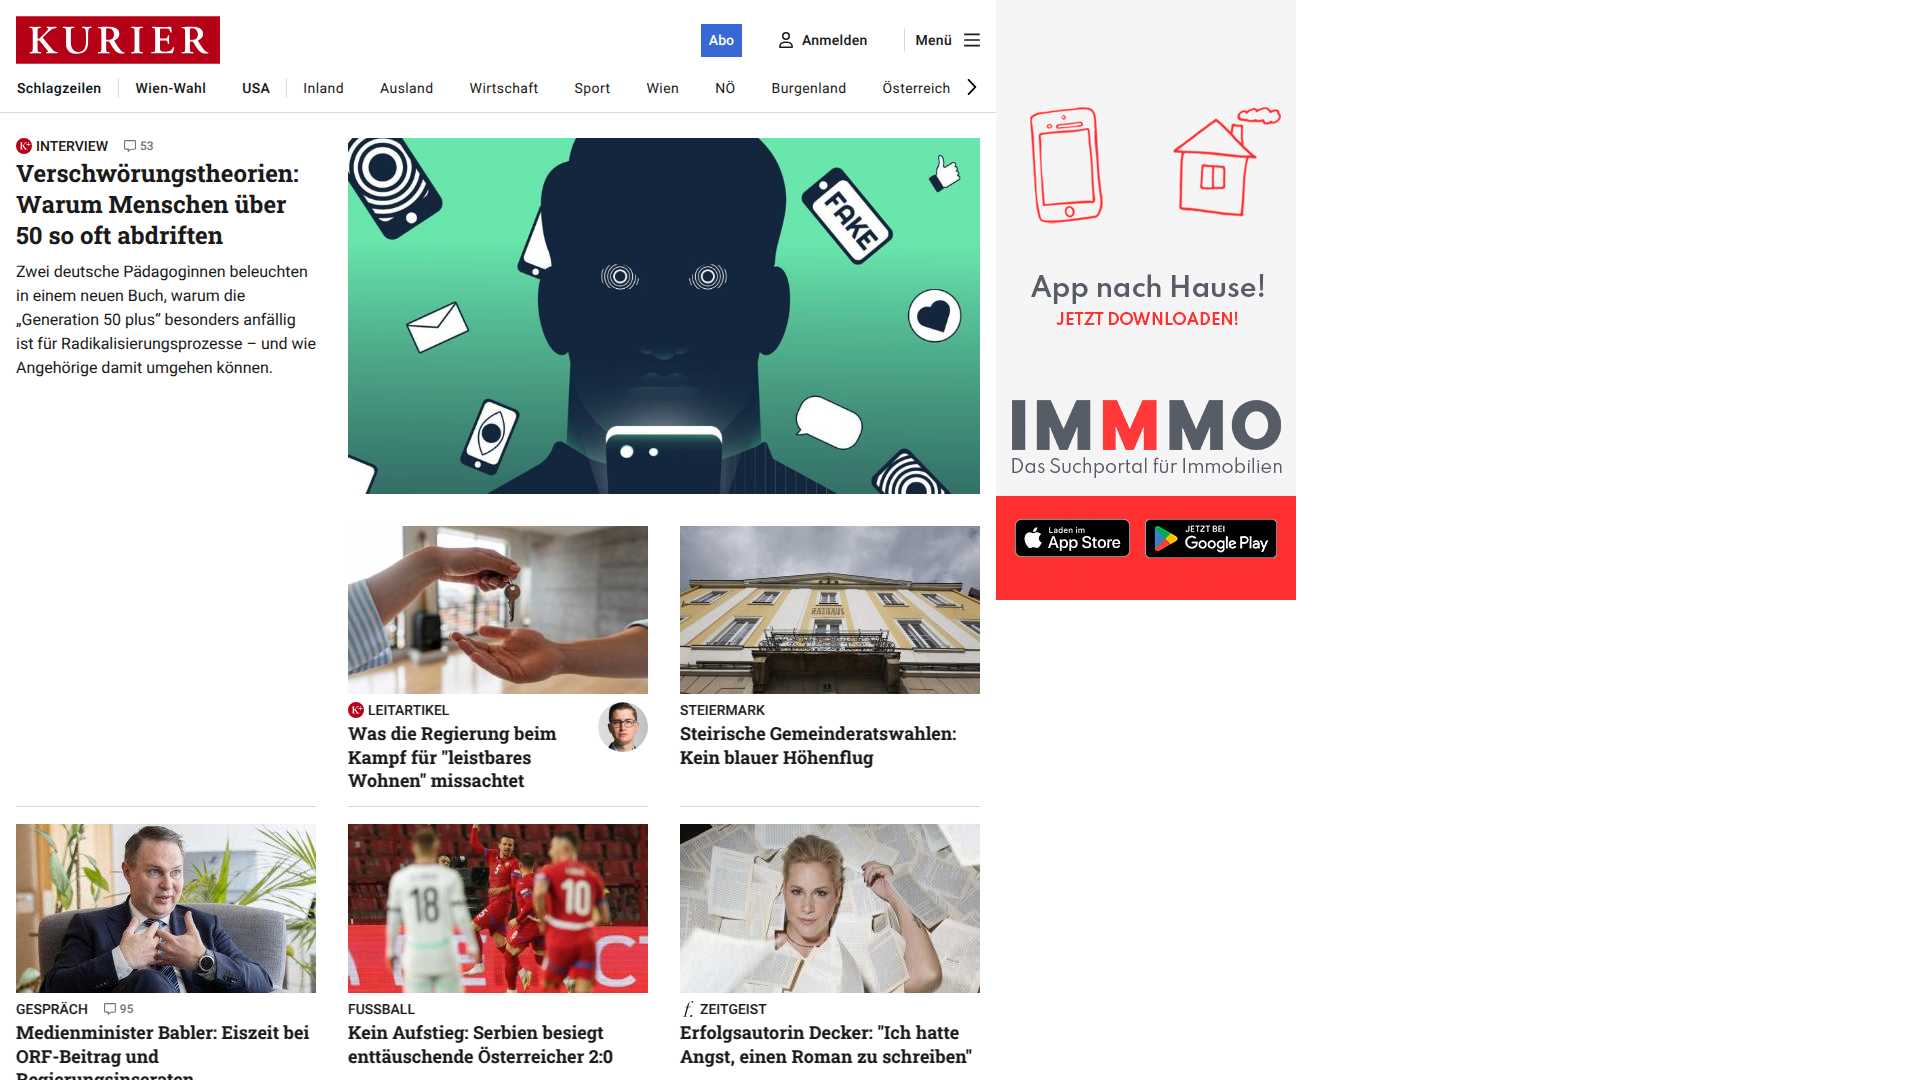 KURIER
Abo
Anmelden
Menü
Schlagzeilen
Wien-Wahl
USA
Inland
Ausland
Wirtschaft
Sport
Wien
NÖ
Burgenland
Österreich
K+ INTERVIEW 53
Verschwörungstheorien:
Warum Menschen über
50 so oft abdriften
Zwei deutsche Pädagoginnen beleuchten
in einem neuen Buch, warum die
„Generation 50 plus“ besonders anfällig
ist für Radikalisierungsprozesse – und wie
Angehörige damit umgehen können.
FAKE
K+ LEITARTIKEL
Was die Regierung beim
Kampf für "leistbares
Wohnen" missachtet
RATHAUS
STEIERMARK
Steirische Gemeinderatswahlen:
Kein blauer Höhenflug
GESPRÄCH 95
Medienminister Babler: Eiszeit bei
ORF-Beitrag und
Regierungsinseraten
18
10
FUSSBALL
Kein Aufstieg: Serbien besiegt
enttäuschende Österreicher 2:0
f. ZEITGEIST
Erfolgsautorin Decker: "Ich hatte
Angst, einen Roman zu schreiben"
App nach Hause!
JETZT DOWNLOADEN!
IMMMO
Das Suchportal für Immobilien
Laden im
App Store
JETZT BEI
Google Play